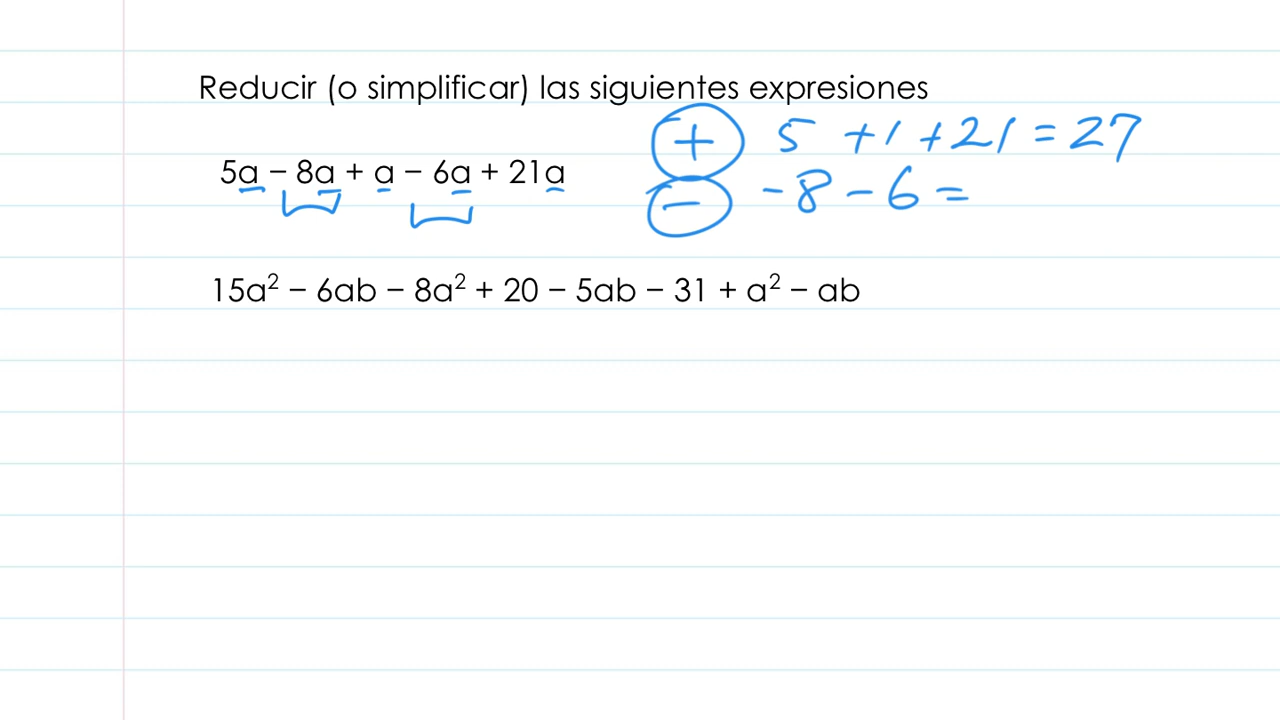 Reducir (o simplificar) las siguientes expresiones
+ 5 +1 +21 = 27
5a − 8a + a − 6a + 21a
− -8 − 6 =
15a² − 6ab − 8a² + 20 − 5ab − 31 + a² − ab